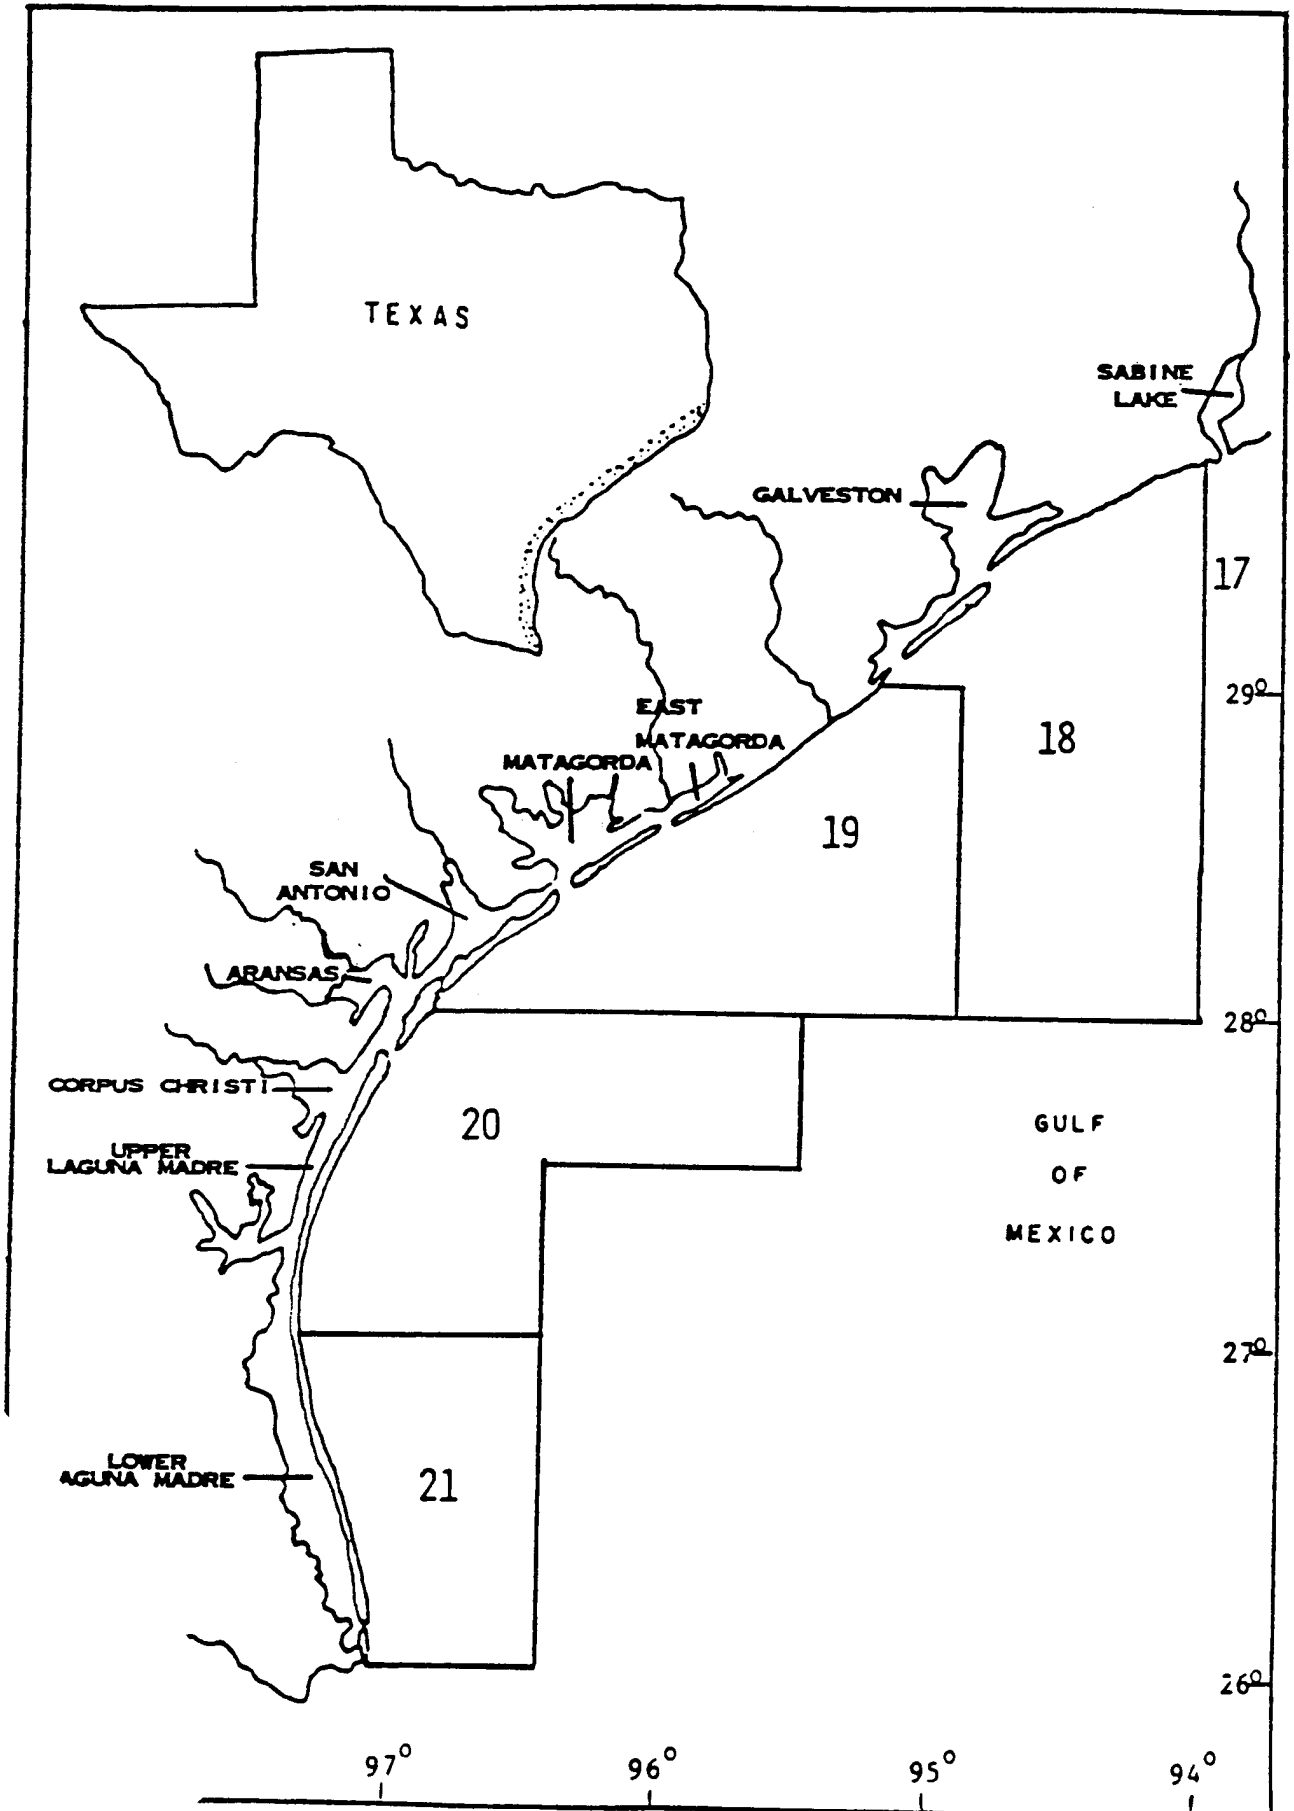 TEXAS
SABINE
LAKE
GALVESTON
17
29°
EAST
MATAGORDA
MATAGORDA
18
19
SAN
ANTONIO
ARANSAS
28°
CORPUS CHRISTI
20
GULF
OF
MEXICO
UPPER
LAGUNA MADRE
27°
LOWER
AGUNA MADRE
21
26°
97°
96°
95°
94°